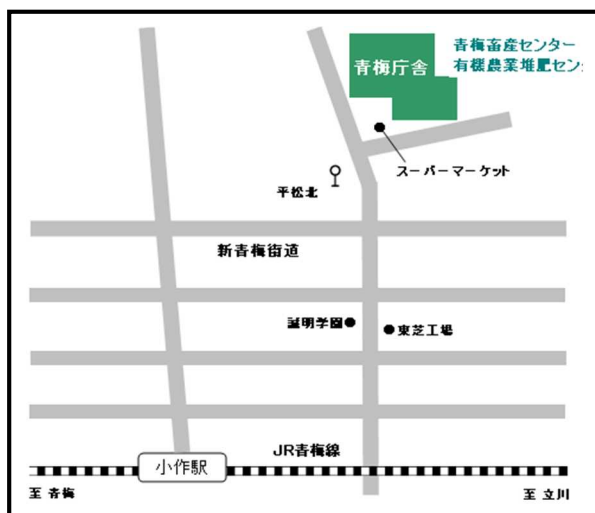 青梅畜産センター
有機農業堆肥セン
青梅庁舎
スーパーマーケット
平松北
新青梅街道
誠明学園
東芝工場
JR青梅線
小作駅
至 青梅
至 立川